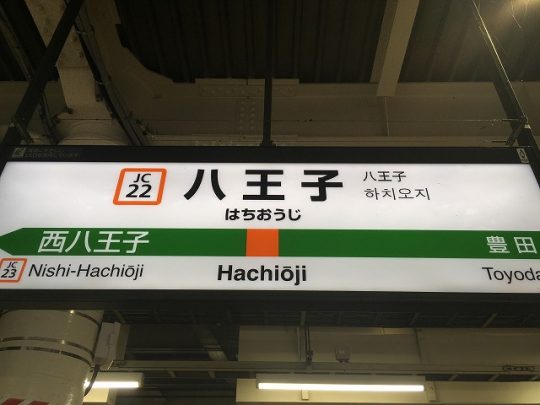 JC
22
八王子
はちおうじ
八王子
하치오지
西八王子
豊田
JC
23
Nishi-Hachiōji
Hachiōji
Toyoda